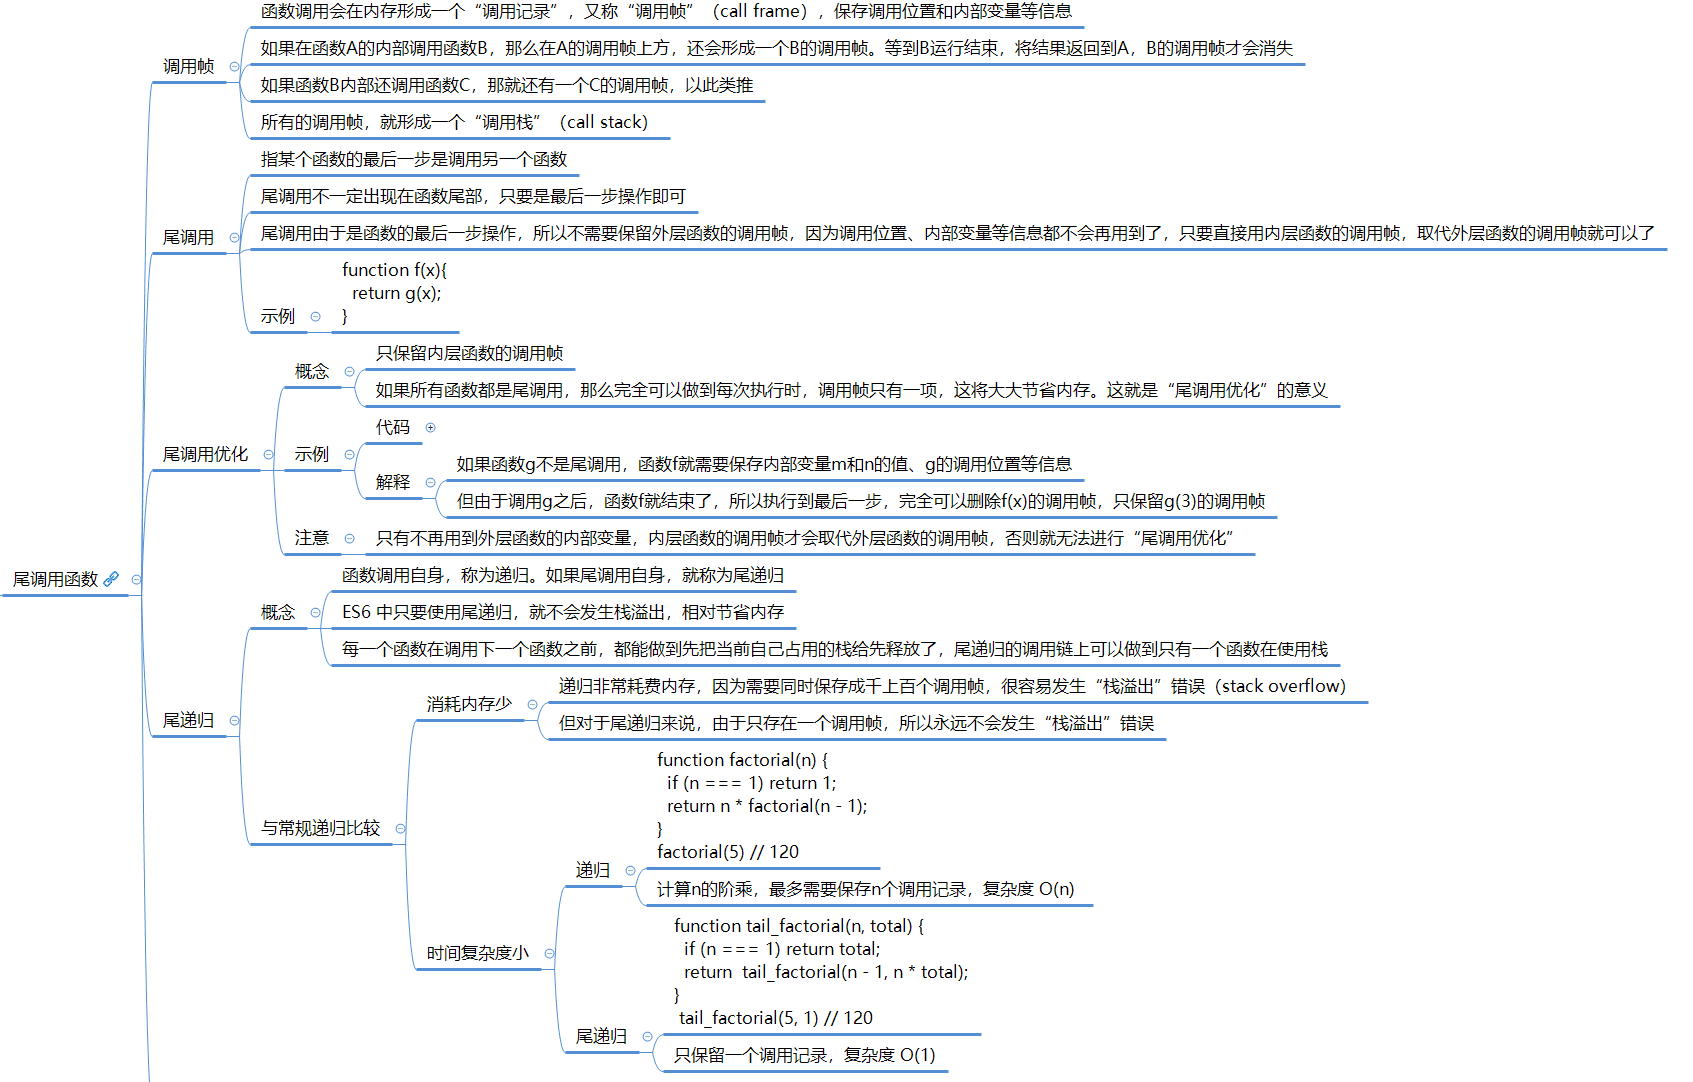 函数调用会在内存形成一个“调用记录”，又称“调用帧”（call frame），保存调用位置和内部变量等信息
如果在函数A的内部调用函数B，那么在A的调用帧上方，还会形成一个B的调用帧。等到B运行结束，将结果返回到A，B的调用帧才会消失
调用帧
如果函数B内部还调用函数C，那就还有一个C的调用帧，以此类推
所有的调用帧，就形成一个“调用栈”（call stack）
指某个函数的最后一步是调用另一个函数
尾调用不一定出现在函数尾部，只要是最后一步操作即可
尾调用
尾调用由于是函数的最后一步操作，所以不需要保留外层函数的调用帧，因为调用位置、内部变量等信息都不会再用到了，只要直接用内层函数的调用帧，取代外层函数的调用帧就可以了
示例
function f(x){
return g(x);
}
尾调用优化
概念
只保留内层函数的调用帧
如果所有函数都是尾调用，那么完全可以做到每次执行时，调用帧只有一项，这将大大节省内存。这就是“尾调用优化”的意义
示例
代码
解释
如果函数g不是尾调用，函数f就需要保存内部变量m和n的值、g的调用位置等信息
但由于调用g之后，函数f就结束了，所以执行到最后一步，完全可以删除f(x)的调用帧，只保留g(3)的调用帧
注意
只有不再用到外层函数的内部变量，内层函数的调用帧才会取代外层函数的调用帧，否则就无法进行“尾调用优化”
尾调用函数
尾递归
概念
函数调用自身，称为递归。如果尾调用自身，就称为尾递归
ES6 中只要使用尾递归，就不会发生栈溢出，相对节省内存
每一个函数在调用下一个函数之前，都能做到先把当前自己占用的栈给先释放了，尾递归的调用链上可以做到只有一个函数在使用栈
与常规递归比较
消耗内存少
递归非常耗费内存，因为需要同时保存成千上百个调用帧，很容易发生“栈溢出”错误（stack overflow）
但对于尾递归来说，由于只存在一个调用帧，所以永远不会发生“栈溢出”错误
时间复杂度小
递归
function factorial(n) {
if (n === 1) return 1;
return n * factorial(n - 1);
}
factorial(5) // 120
计算n的阶乘，最多需要保存n个调用记录，复杂度 O(n)
尾递归
function tail_factorial(n, total) {
if (n === 1) return total;
return  tail_factorial(n - 1, n * total);
}
tail_factorial(5, 1) // 120
只保留一个调用记录，复杂度 O(1)